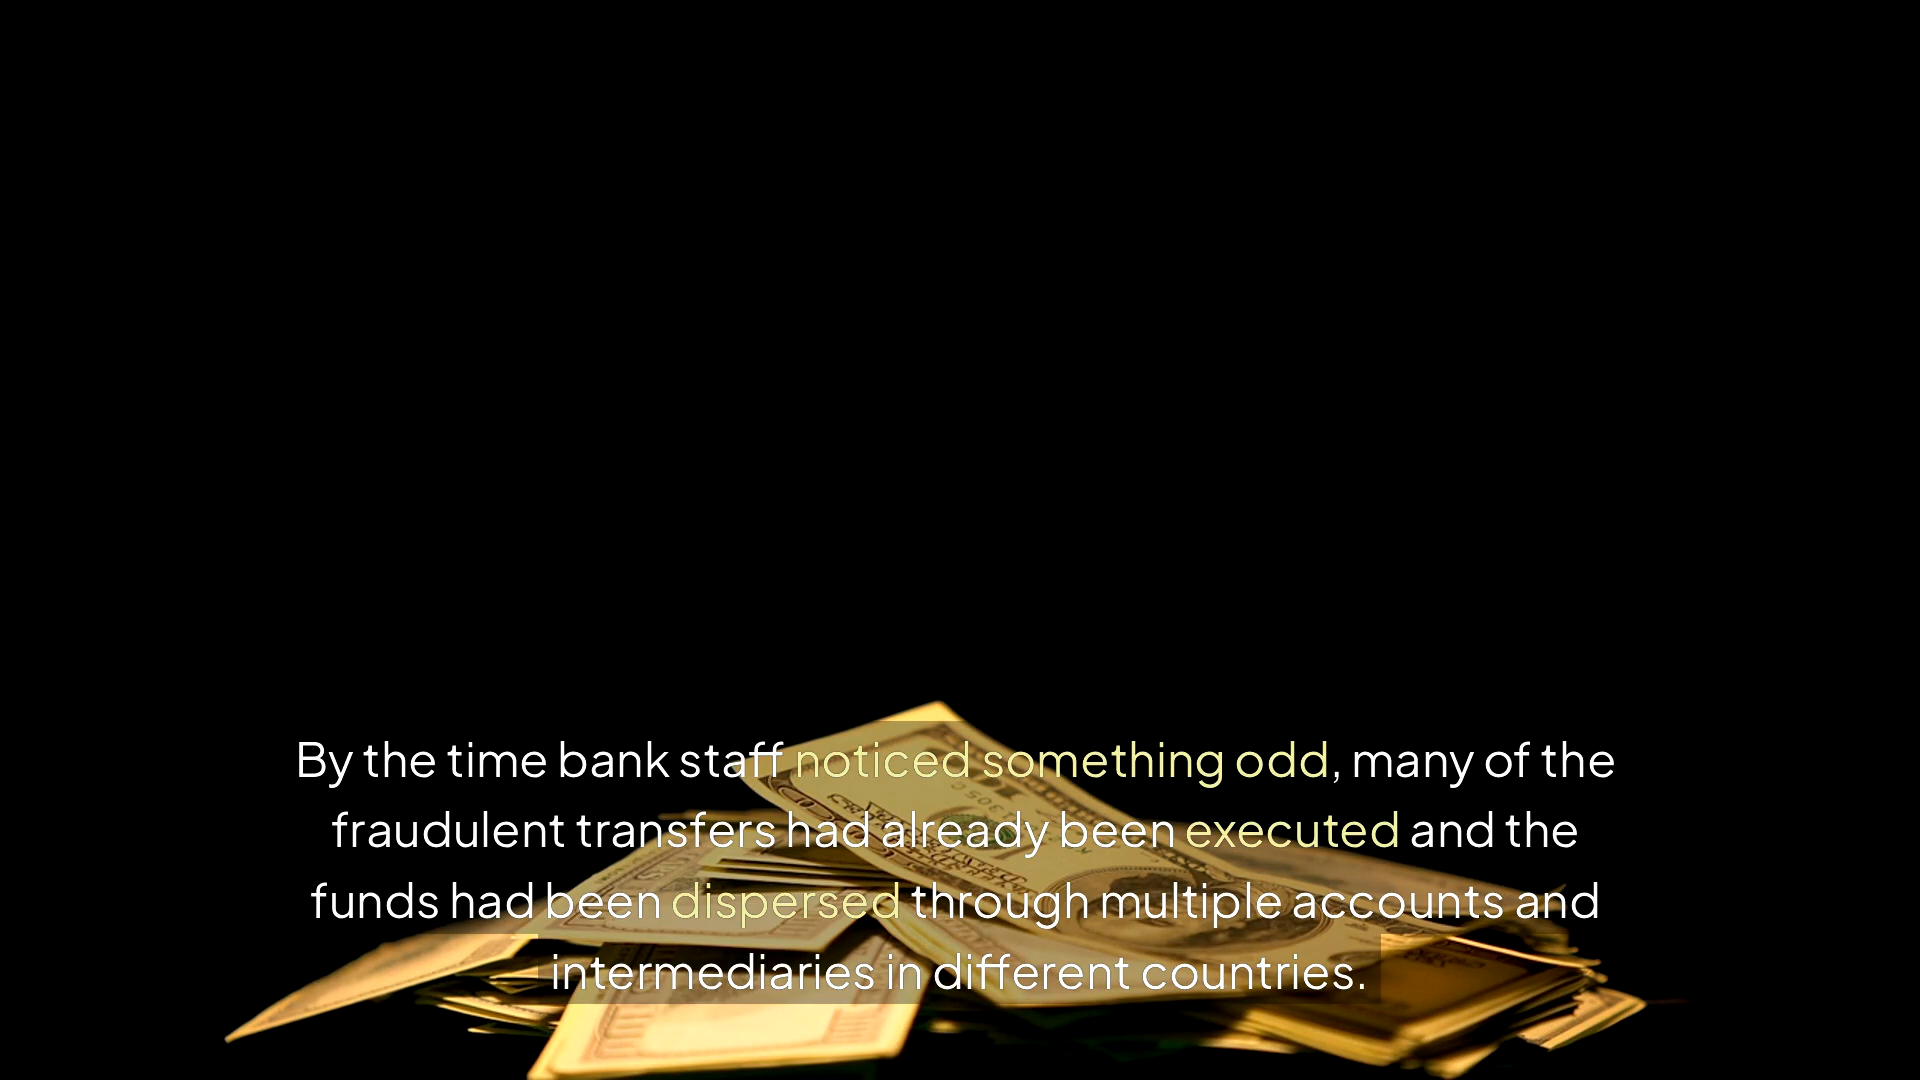 By the time bank staff noticed something odd, many of the
fraudulent transfers had already been executed and the
funds had been dispersed through multiple accounts and
intermediaries in different countries.